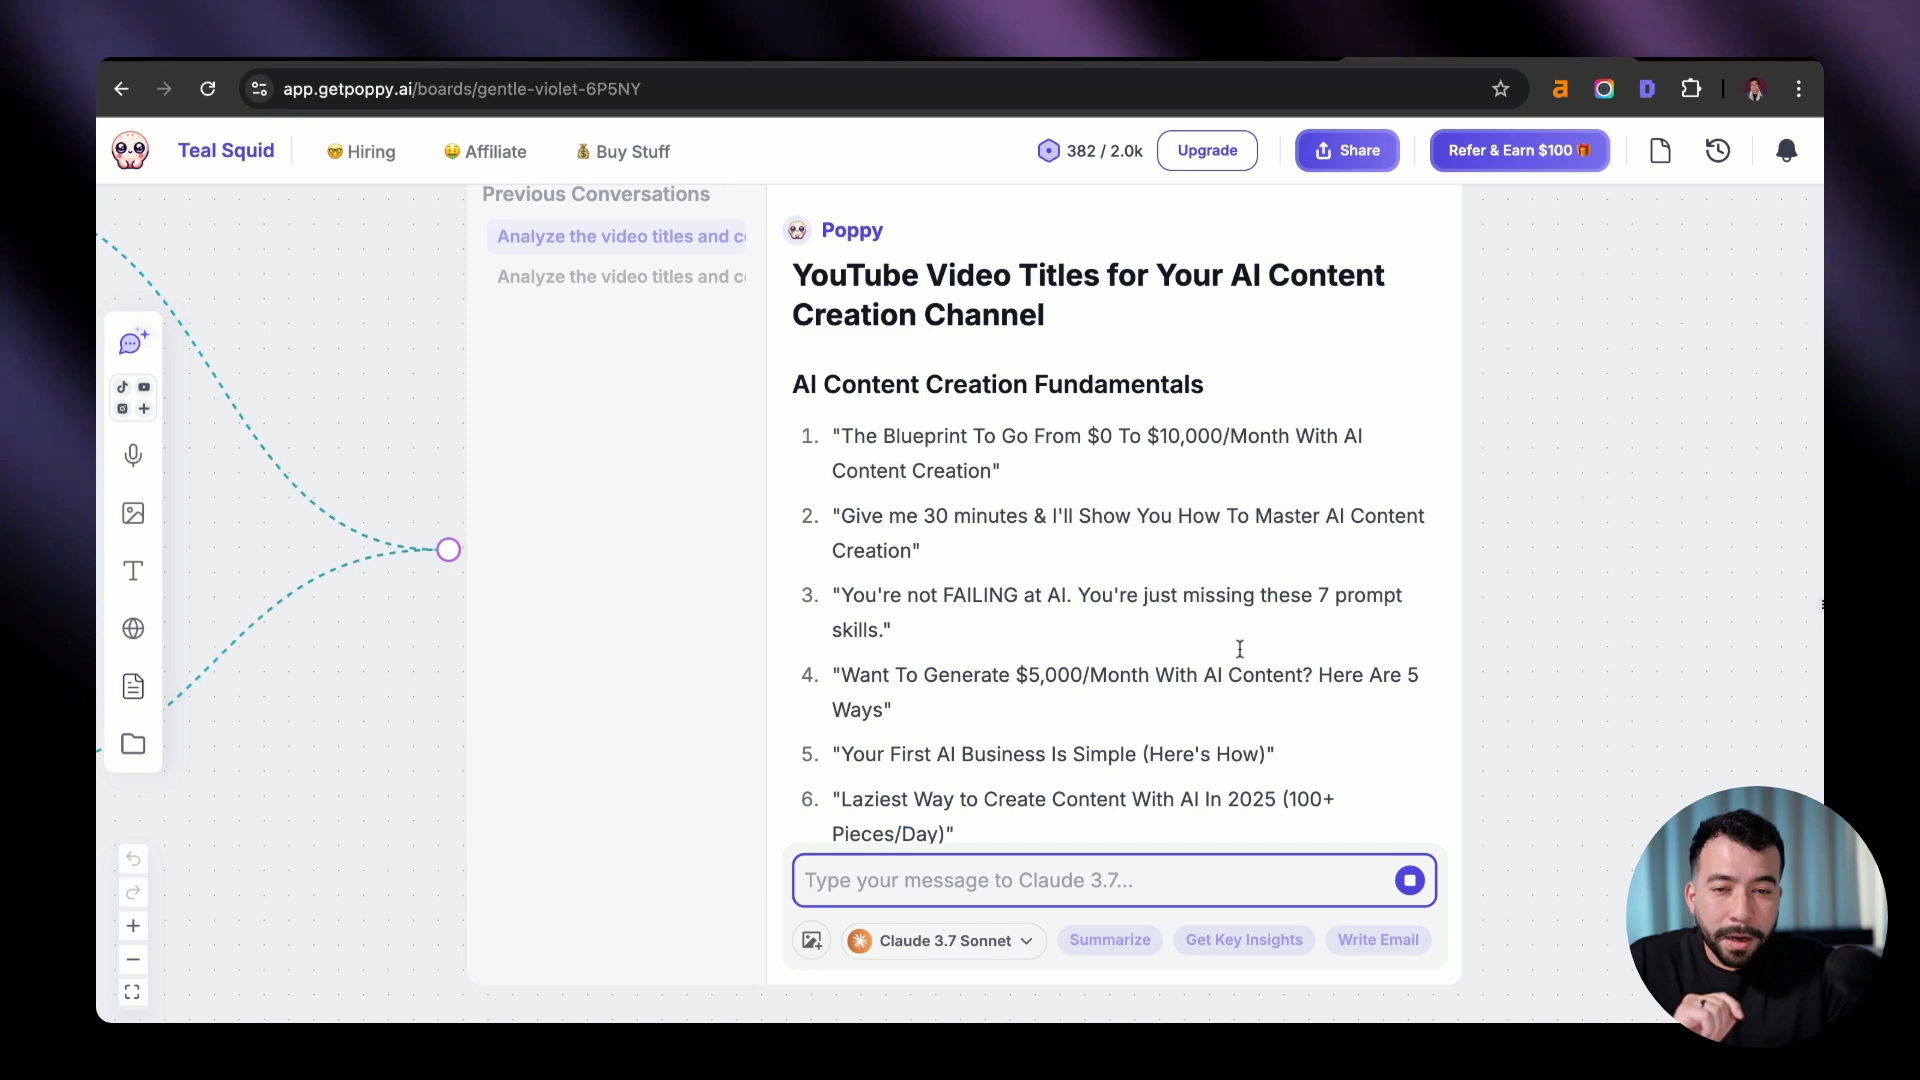 app.getpoppy.ai/boards/gentle-violet-6P5NY
Teal Squid
Hiring
Affiliate
Buy Stuff
382 / 2.0k
Upgrade
Share
Refer & Earn $100
Previous Conversations
Analyze the video titles and c
Analyze the video titles and c
Poppy
YouTube Video Titles for Your AI Content
Creation Channel
AI Content Creation Fundamentals
1. "The Blueprint To Go From $0 To $10,000/Month With AI
Content Creation"
2. "Give me 30 minutes & I'll Show You How To Master AI Content
Creation"
3. "You're not FAILING at AI. You're just missing these 7 prompt
skills."
4. "Want To Generate $5,000/Month With AI Content? Here Are 5
Ways"
5. "Your First AI Business Is Simple (Here's How)"
6. "Laziest Way to Create Content With AI In 2025 (100+
Pieces/Day)"
Type your message to Claude 3.7...
Claude 3.7 Sonnet
Summarize
Get Key Insights
Write Email